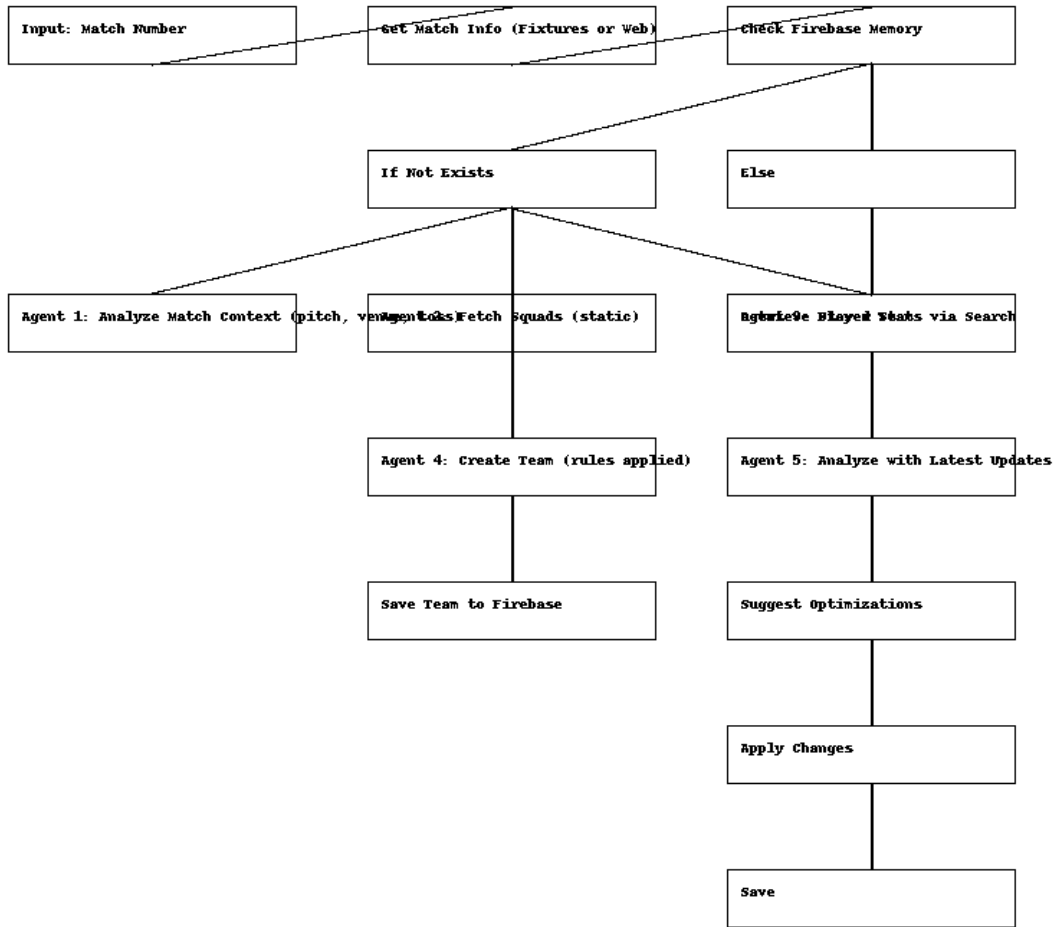 Input: Match Number
Get Match Info (Fixtures or Web)
Check Firebase Memory
If Not Exists
Else
Agent 1: Analyze Match Context (pitch, venue, toss)
Fetch Squads (static)
Stats via Search
Agent 4: Create Team (rules applied)
Agent 5: Analyze with Latest Updates
Save Team to Firebase
Suggest Optimizations
Apply Changes
Save